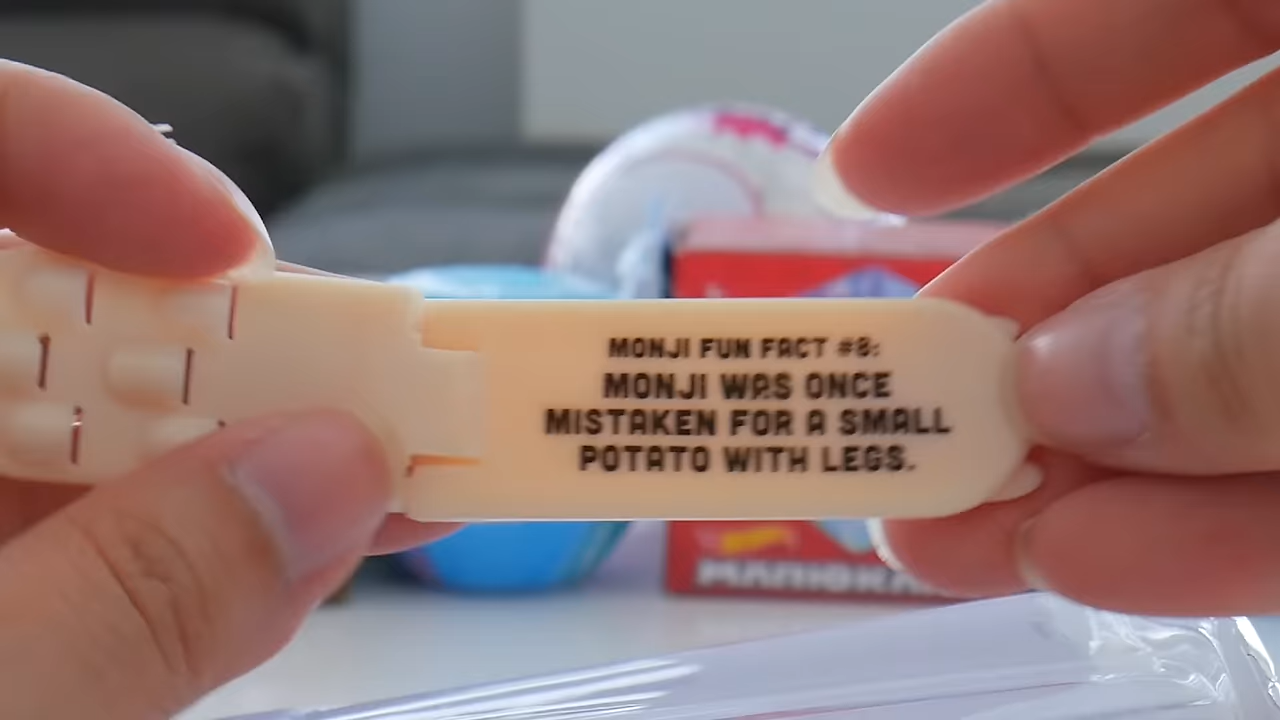 MONJI FUN FACT #8:
MONJI WAS ONCE
MISTAKEN FOR A SMALL
POTATO WITH LEGS.